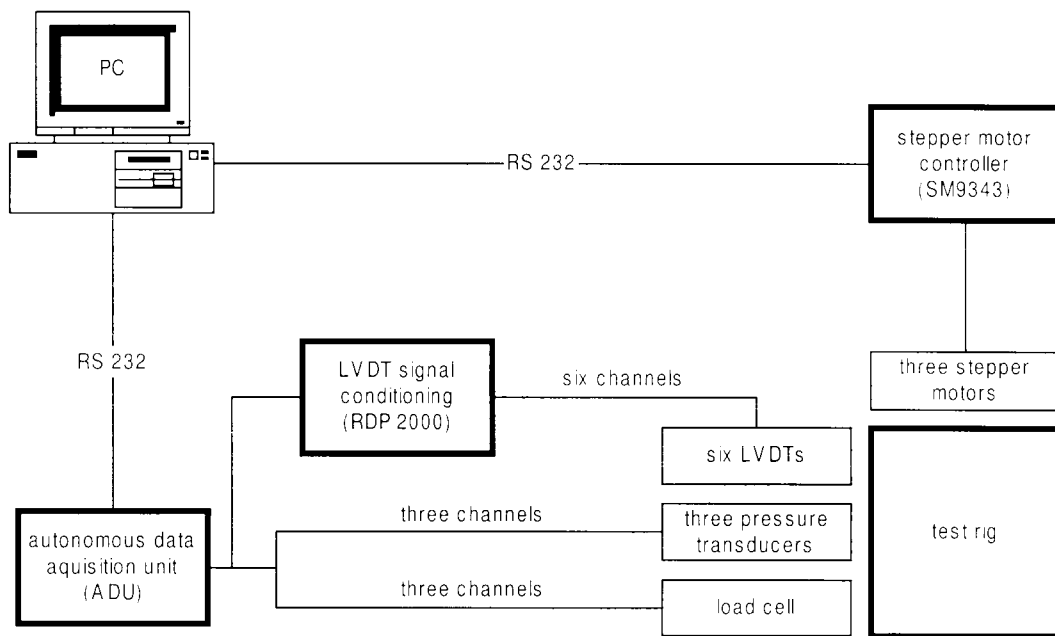 PC
RS 232
stepper motor
controller
(SM9343)
RS 232
LVDT signal
conditioning
(RDP 2000)
six channels
three stepper
motors
six LVDTs
autonomous data
aquisition unit
(ADU)
three channels
three pressure
transducers
test rig
three channels
load cell